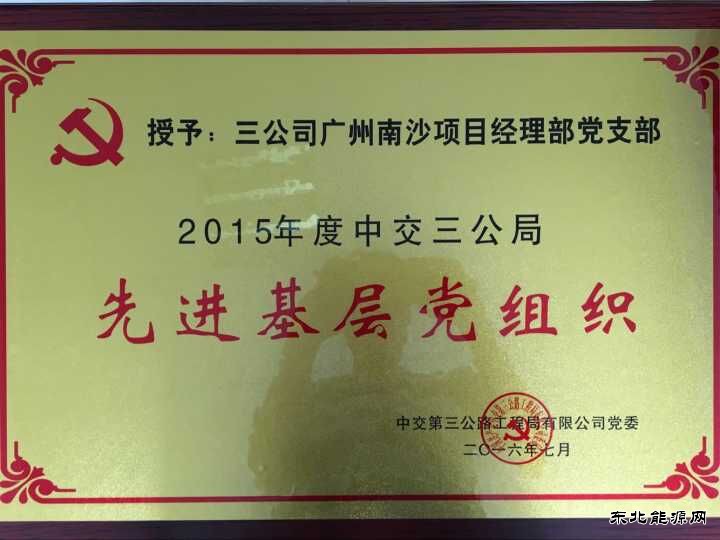 授予：三公司广州南沙项目经理部党支部
2015年度中交三公局
先进基层党组织
中交第三公路工程局有限公司党委
二〇一六年七月
东北能源网